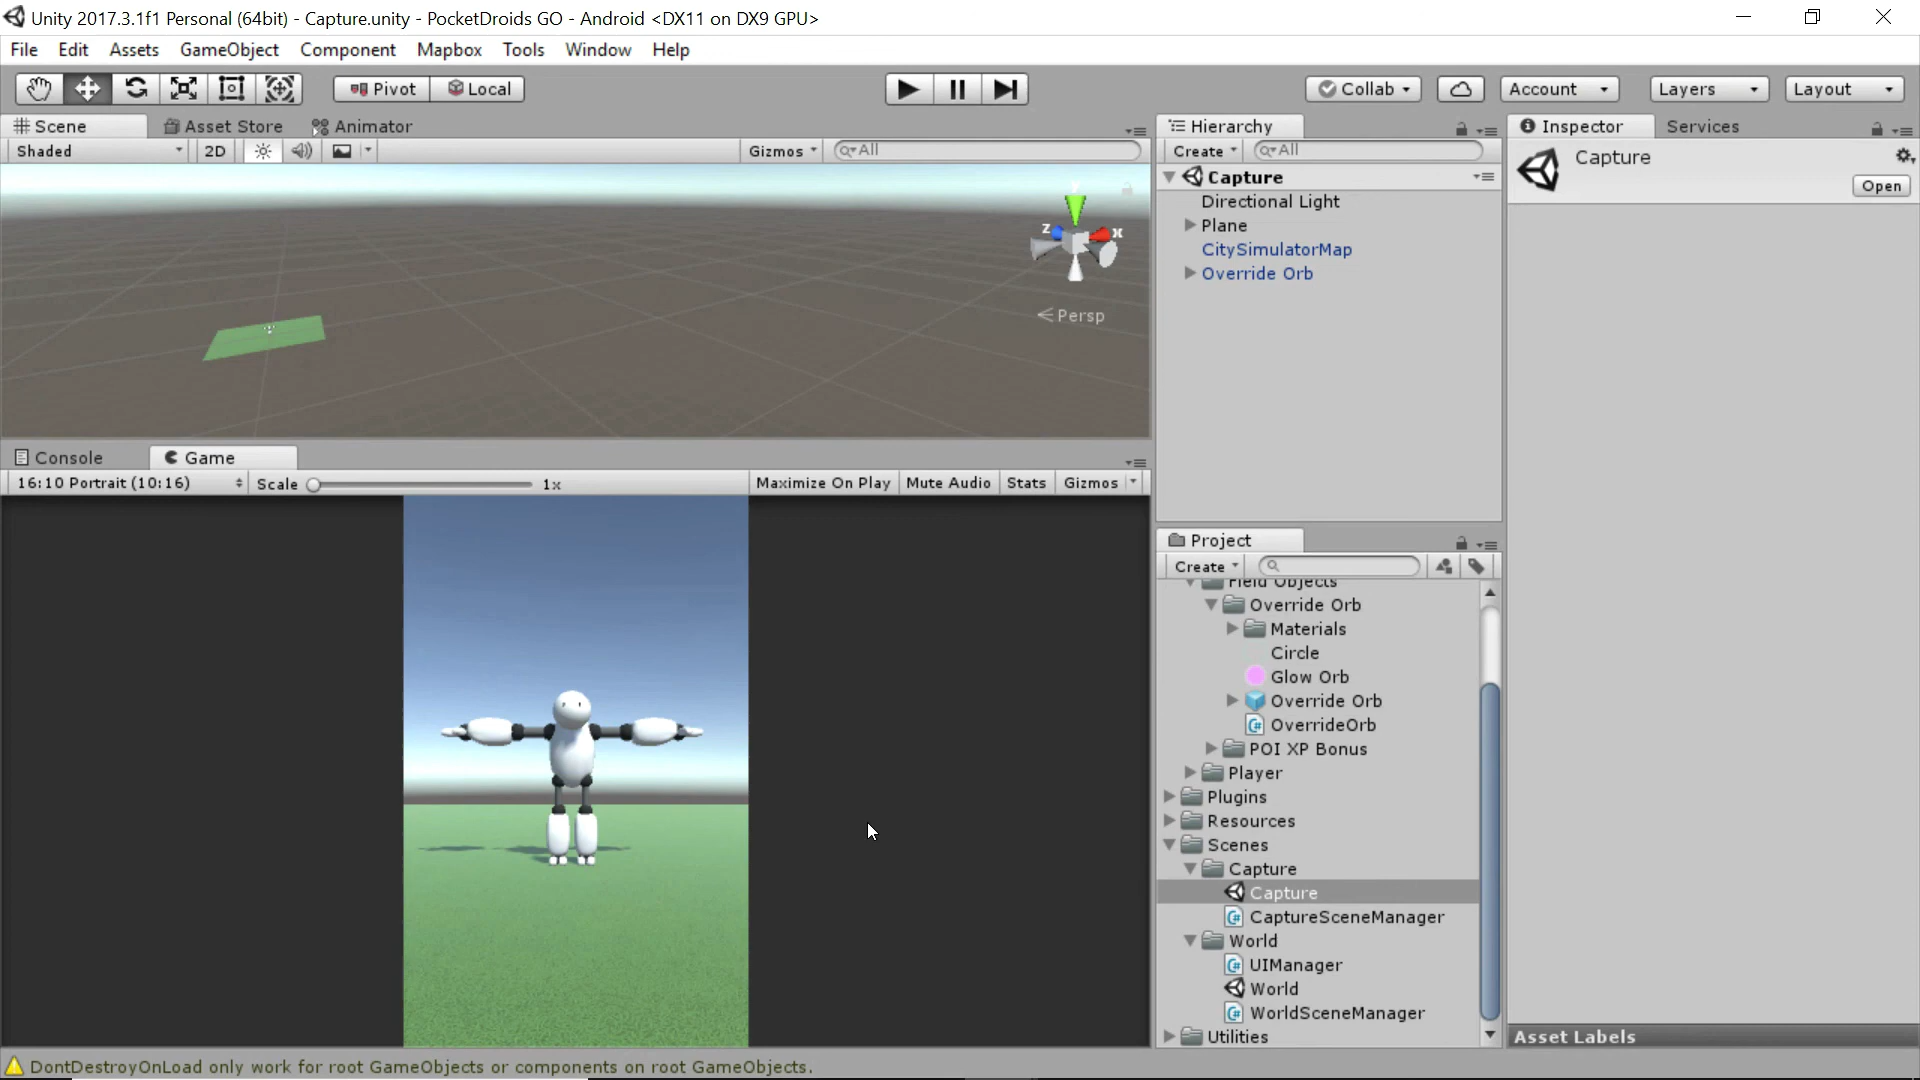 Unity 2017.3.1f1 Personal (64bit) - Capture.unity - PocketDroids GO - Android <DX11 on DX9 GPU>
File Edit Assets GameObject Component Mapbox Tools Window Help
Pivot Local Collab Account Layers Layout
Scene Asset Store Animator
Shaded 2D Gizmos All
y
z x
Persp
Console Game
16:10 Portrait (10:16) Scale 1x Maximize On Play Mute Audio Stats Gizmos
Hierarchy
Create All
Capture
Directional Light
Plane
CitySimulatorMap
Override Orb
Project
Create
Field Objects
Override Orb
Materials
Circle
Glow Orb
Override Orb
OverrideOrb
POI XP Bonus
Player
Plugins
Resources
Scenes
Capture
Capture
CaptureSceneManager
World
UIManager
World
WorldSceneManager
Utilities
Inspector Services
Capture
Open
Asset Labels
DontDestroyOnLoad only work for root GameObjects or components on root GameObjects.